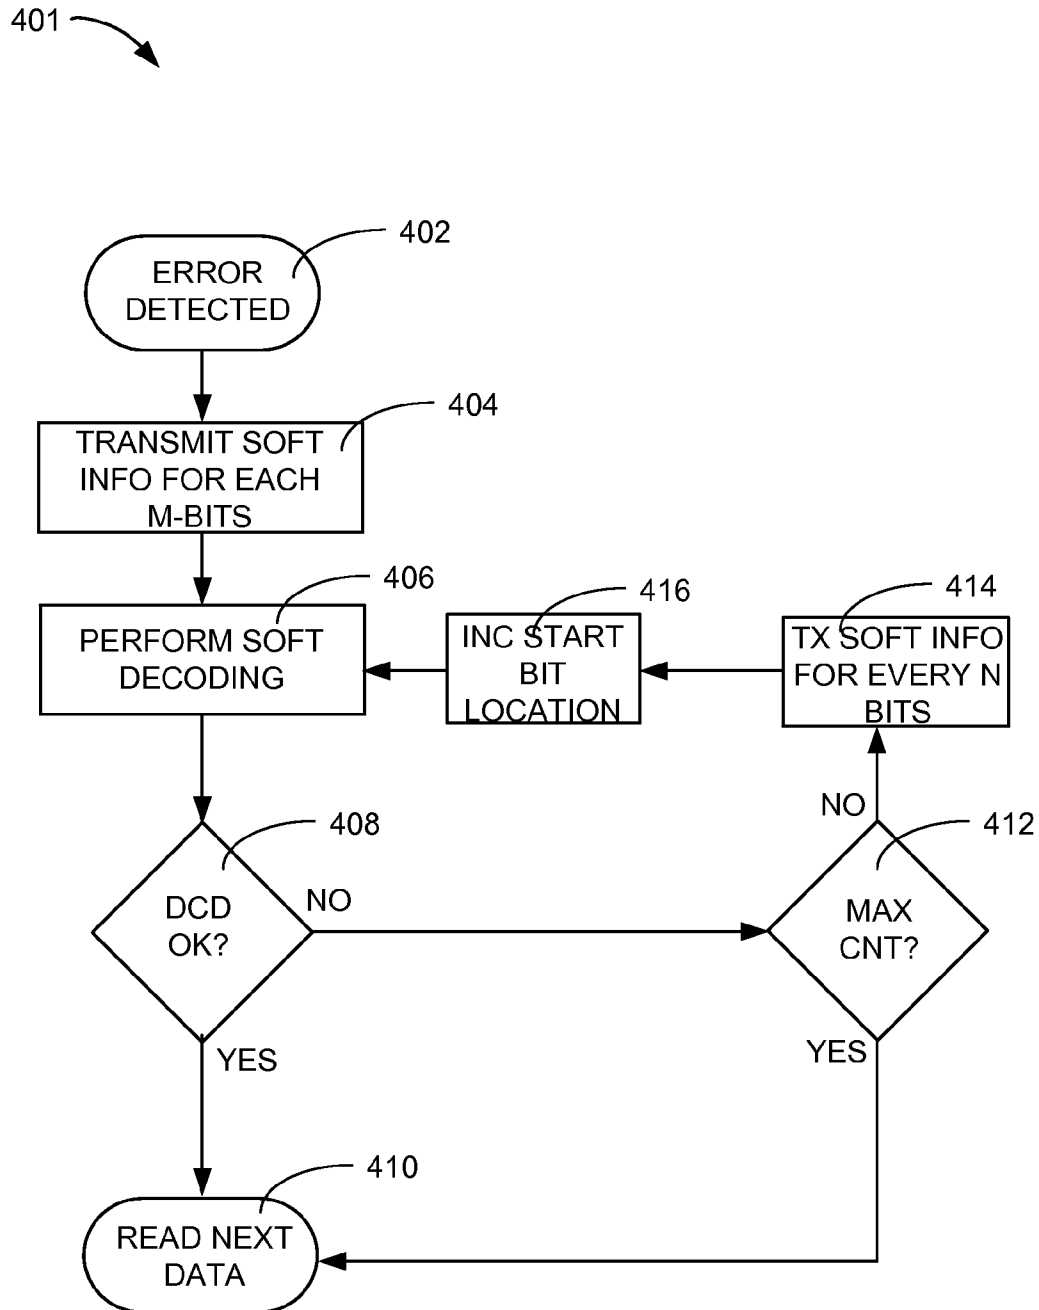 401
402
ERROR
DETECTED
404
TRANSMIT SOFT
INFO FOR EACH
M-BITS
406
PERFORM SOFT
DECODING
416
INC START
BIT
LOCATION
414
TX SOFT INFO
FOR EVERY N
BITS
408
DCD
OK?
NO
YES
NO
412
MAX
CNT?
YES
410
READ NEXT
DATA